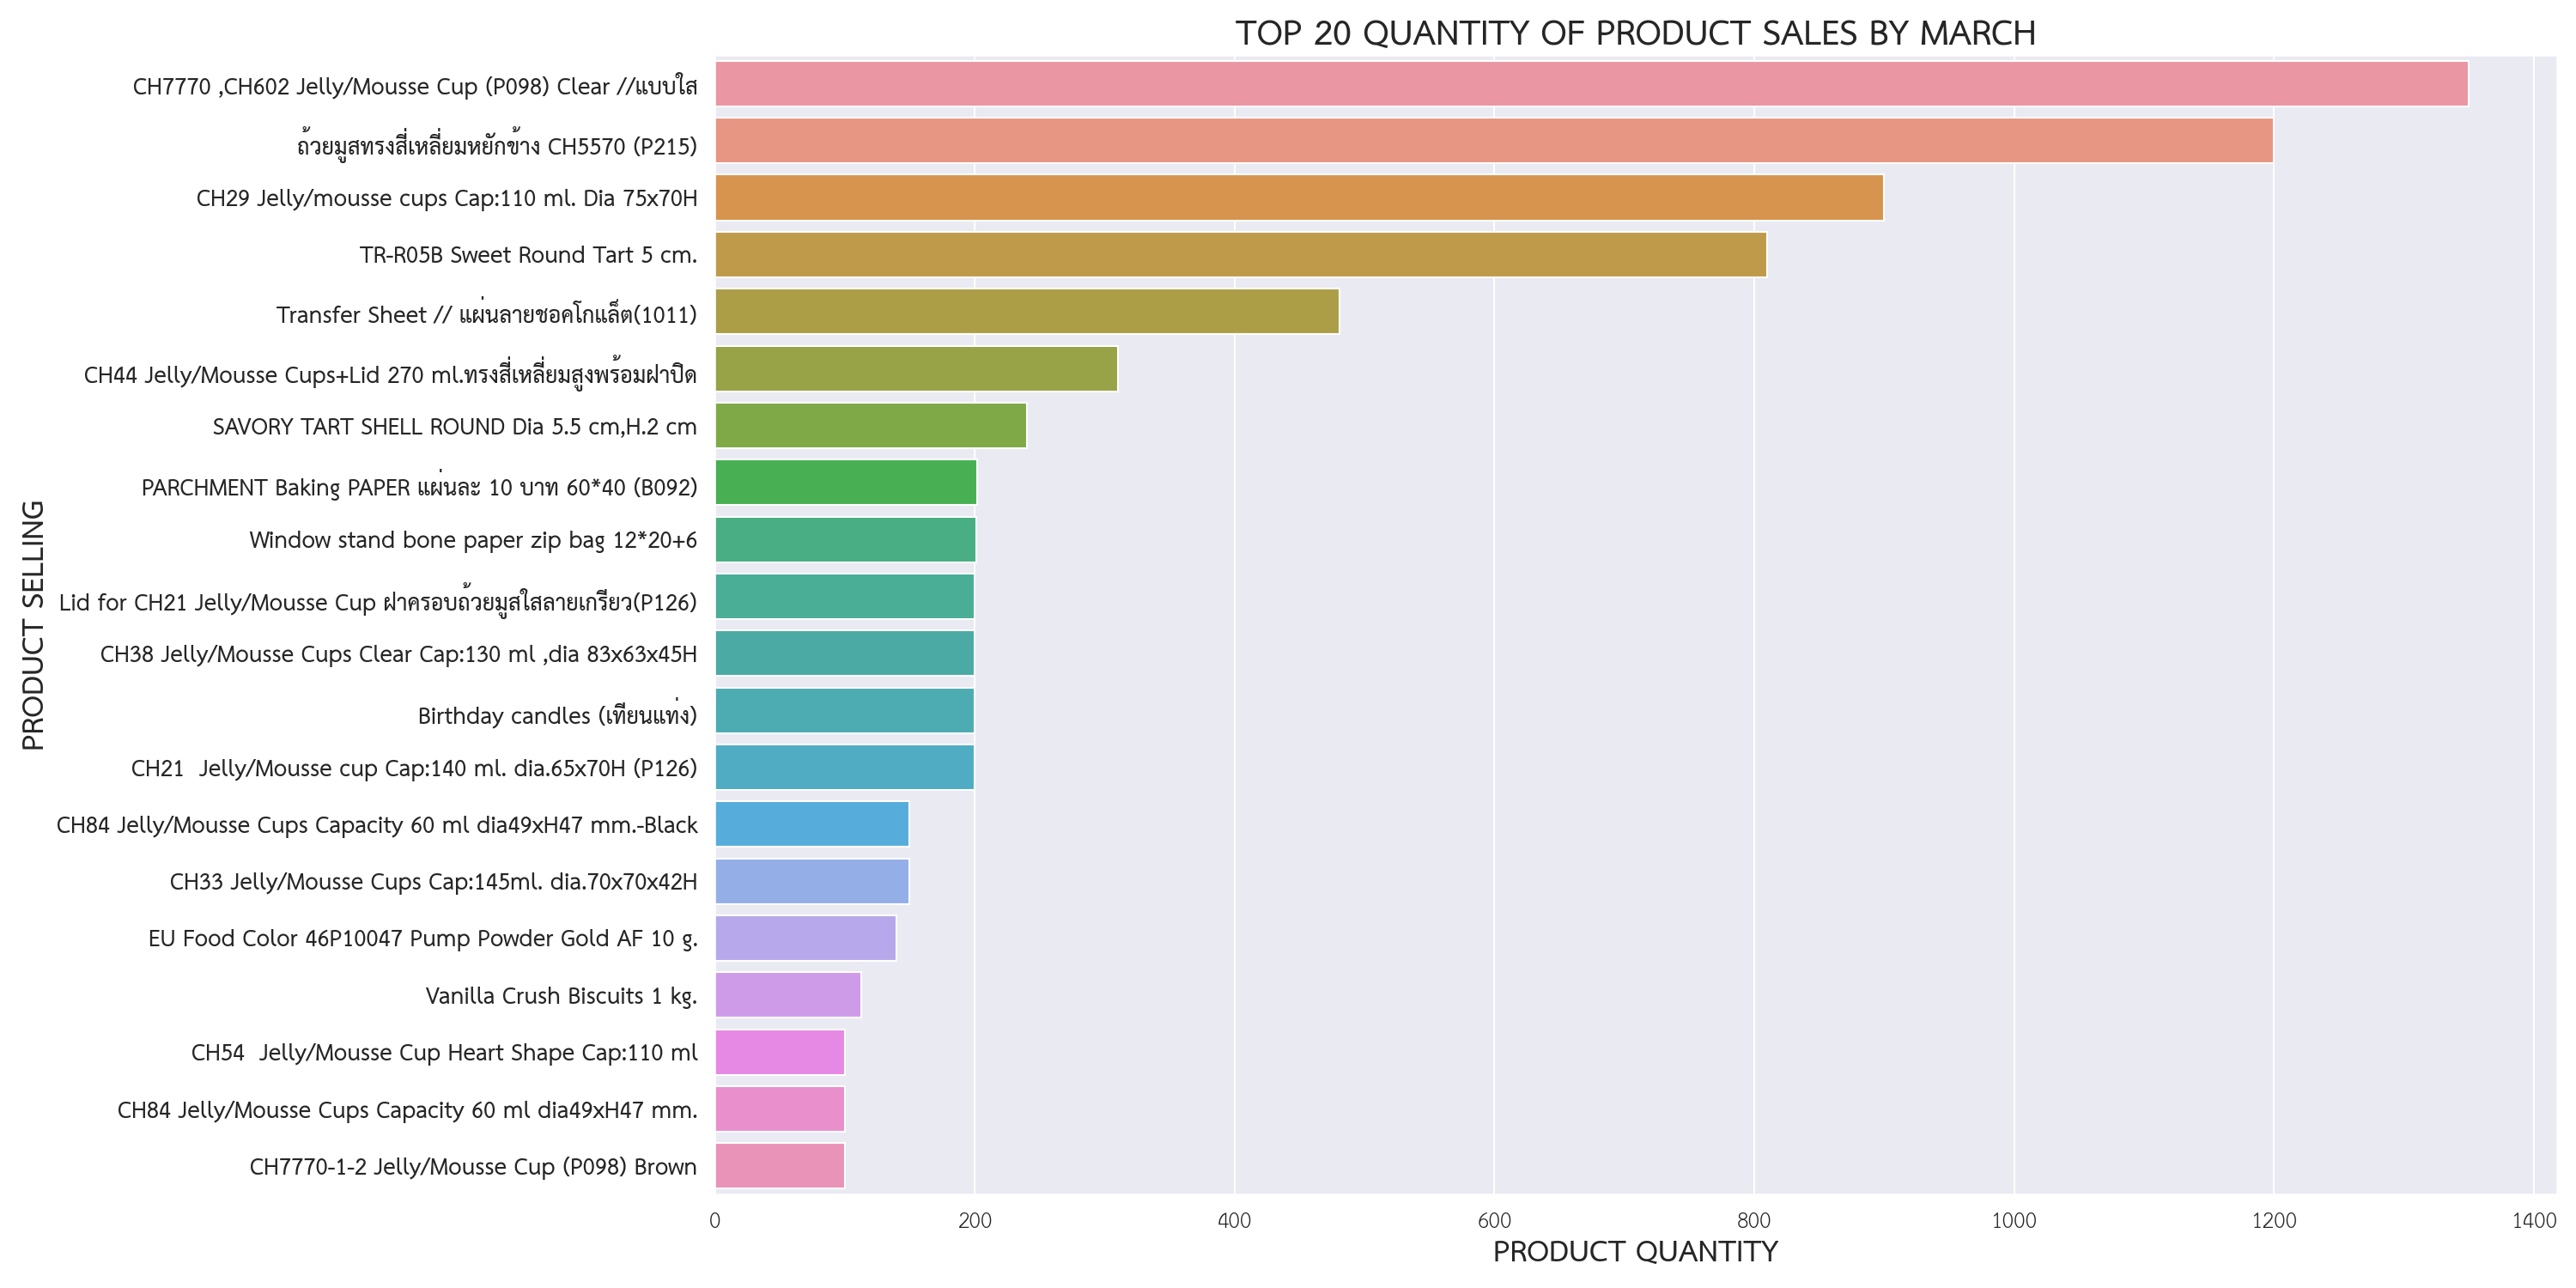 TOP 20 QUANTITY OF PRODUCT SALES BY MARCH
PRODUCT SELLING
CH7770 ,CH602 Jelly/Mousse Cup (P098) Clear //แบบใส
ถ้วยมูสทรงสี่เหลี่ยมหยักข้าง CH5570 (P215)
CH29 Jelly/mousse cups Cap:110 ml. Dia 75x70H
TR-R05B Sweet Round Tart 5 cm.
Transfer Sheet // แผ่นลายชอคโกแล็ต(1011)
CH44 Jelly/Mousse Cups+Lid 270 ml.ทรงสี่เหลี่ยมสูงพร้อมฝาปิด
SAVORY TART SHELL ROUND Dia 5.5 cm,H.2 cm
PARCHMENT Baking PAPER แผ่นละ 10 บาท 60*40 (B092)
Window stand bone paper zip bag 12*20+6
Lid for CH21 Jelly/Mousse Cup ฝาครอบถ้วยมูสใสลายเกรียว(P126)
CH38 Jelly/Mousse Cups Clear Cap:130 ml ,dia 83x63x45H
Birthday candles (เทียนแท่ง)
CH21  Jelly/Mousse cup Cap:140 ml. dia.65x70H (P126)
CH84 Jelly/Mousse Cups Capacity 60 ml dia49xH47 mm.-Black
CH33 Jelly/Mousse Cups Cap:145ml. dia.70x70x42H
EU Food Color 46P10047 Pump Powder Gold AF 10 g.
Vanilla Crush Biscuits 1 kg.
CH54  Jelly/Mousse Cup Heart Shape Cap:110 ml
CH84 Jelly/Mousse Cups Capacity 60 ml dia49xH47 mm.
CH7770-1-2 Jelly/Mousse Cup (P098) Brown
0 200 400 600 800 1000 1200 1400
PRODUCT QUANTITY